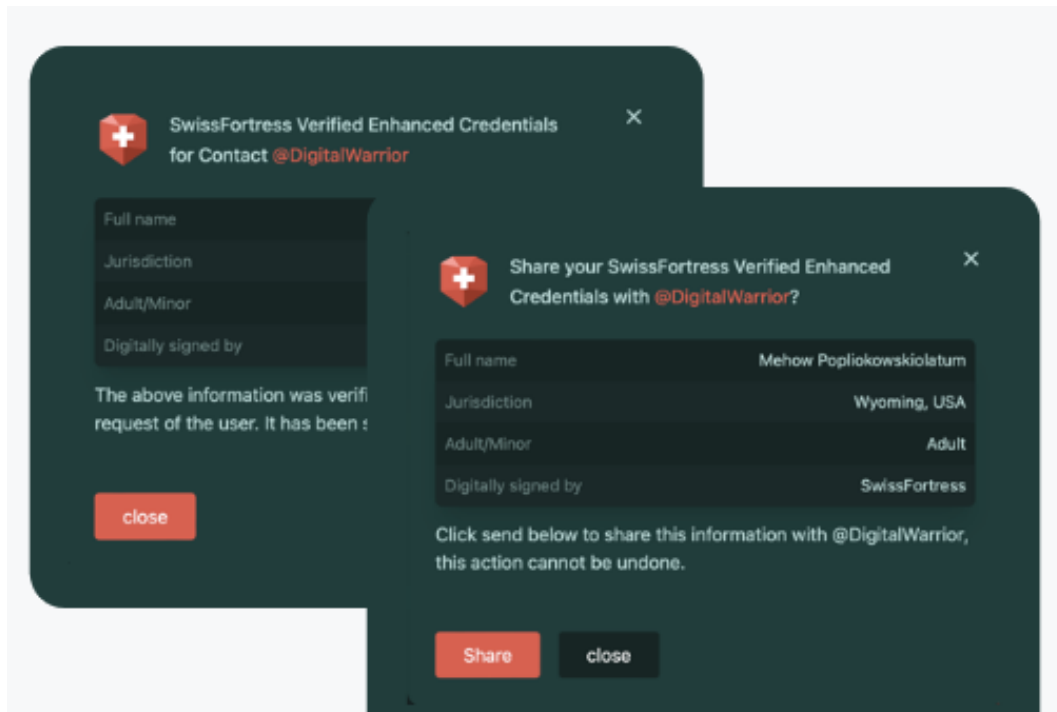 SwissFortress Verified Enhanced Credentials
for Contact @DigitalWarrior
Full name
Jurisdiction
Adult/Minor
Digitally signed by
The above information was verifi
request of the user. It has been
close
Share your SwissFortress Verified Enhanced
Credentials with @DigitalWarrior?
Full name Mehow Popliokowskiolatum
Jurisdiction Wyoming, USA
Adult/Minor Adult
Digitally signed by SwissFortress
Click send below to share this information with @DigitalWarrior,
this action cannot be undone.
Share close